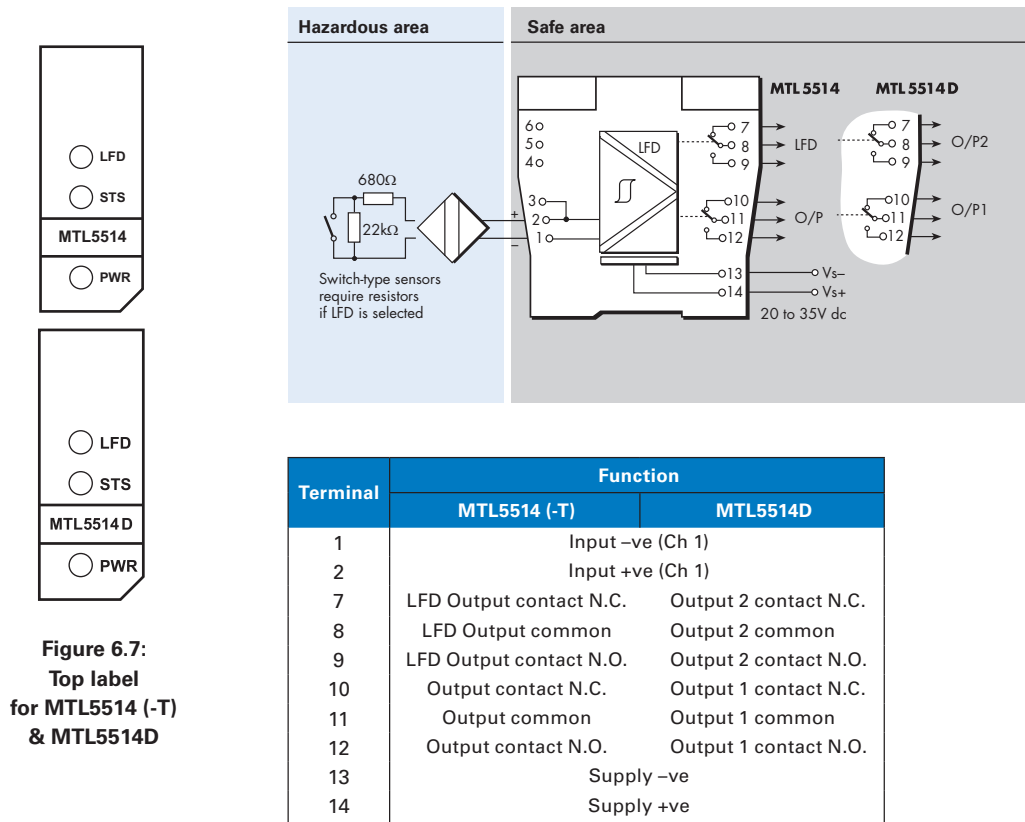 LFD
STS
MTL5514
PWR
LFD
STS
MTL5514D
PWR
Figure 6.7:
Top label
for MTL5514 (-T)
& MTL5514D
Hazardous area
Safe area
680Ω
22kΩ
Switch-type sensors
require resistors
if LFD is selected
+
–
6
5
4
3
2
1
LFD
MTL5514
MTL5514D
7
8
9
LFD
10
11
12
O/P
13
14
Vs–
Vs+
20 to 35V dc
7
8
9
O/P2
10
11
12
O/P1
Terminal
Function
MTL5514 (-T) MTL5514D
1 Input –ve (Ch 1)
2 Input +ve (Ch 1)
7 LFD Output contact N.C. Output 2 contact N.C.
8 LFD Output common Output 2 common
9 LFD Output contact N.O. Output 2 contact N.O.
10 Output contact N.C. Output 1 contact N.C.
11 Output common Output 1 common
12 Output contact N.O. Output 1 contact N.O.
13 Supply –ve
14 Supply +ve